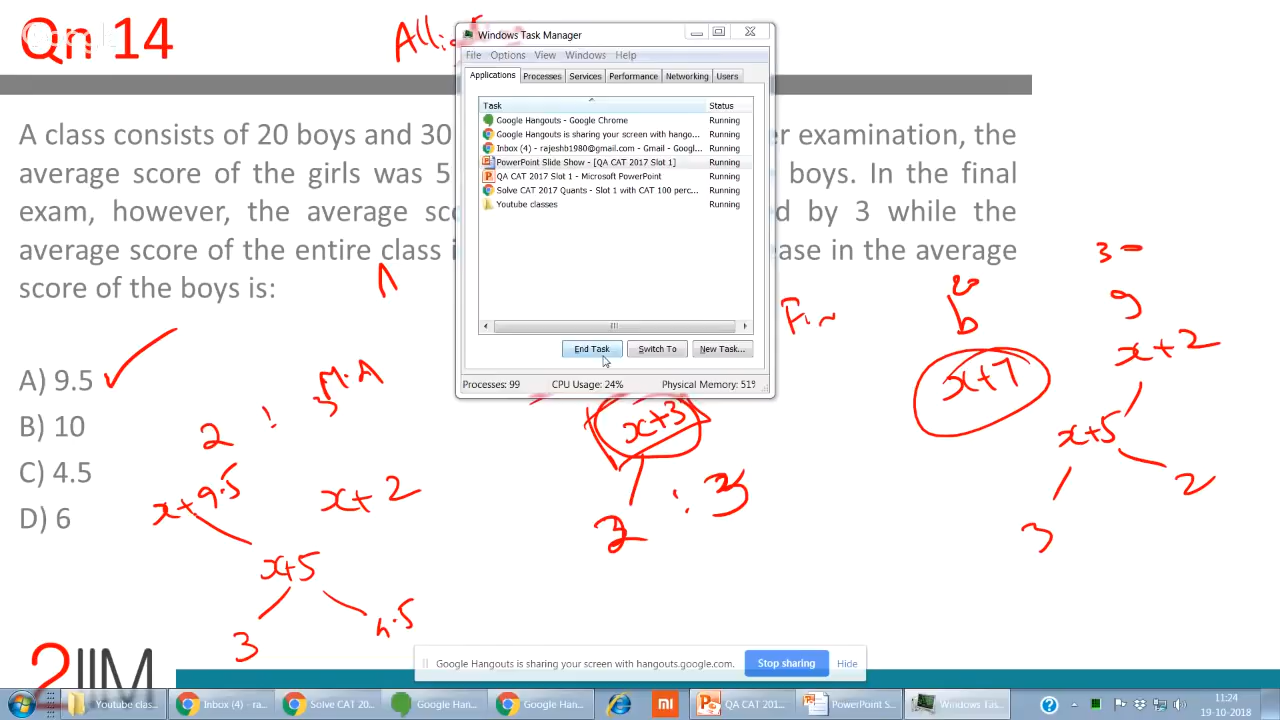 Qn 14
Windows Task Manager
File Options View Windows Help
Applications Processes Services Performance Networking Users
Task Status
Google Hangouts - Google Chrome Running
Google Hangouts is sharing your screen with hango... Running
Inbox (4) - rajeshb1980@gmail.com - Gmail - Googl... Running
PowerPoint Slide Show - [QA CAT 2017 Slot 1] Running
QA CAT 2017 Slot 1 - Microsoft PowerPoint Running
Solve CAT 2017 Quants - Slot 1 with CAT 100 perc... Running
Youtube classes Running
End Task Switch To New Task...
Processes: 99 CPU Usage: 24% Physical Memory: 51%
A class consists of 20 boys and 30 er examination, the
average score of the girls was 5 boys. In the final
exam, however, the average sc d by 3 while the
average score of the entire class i ase in the average
score of the boys is:
A) 9.5
B) 10
C) 4.5
D) 6
M.A
2 : 3
x+9.5 x+2
x+5
3 4.5
x+3
2 : 3
Fin
20
b
x+7
3
g
x+2
x+5
3 2
2IIM
Google Hangouts is sharing your screen with hangouts.google.com. Stop sharing Hide
Youtube clas... Inbox (4) - ra... Solve CAT 20... Google Han... Google Han... mi QA CAT 201... PowerPoint S... Windows Tas...
11:24
19-10-2018